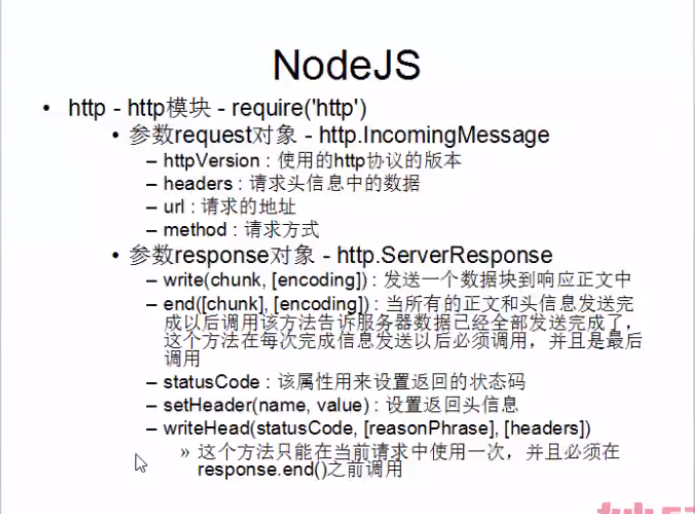 NodeJS
• http - http模块 - require('http')
• 参数request对象 - http.IncomingMessage
– httpVersion : 使用的http协议的版本
– headers : 请求头信息中的数据
– url : 请求的地址
– method : 请求方式
• 参数response对象 - http.ServerResponse
– write(chunk, [encoding]) : 发送一个数据块到响应正文中
– end([chunk], [encoding]) : 当所有的正文和头信息发送完
成以后调用该方法告诉服务器数据已经全部发送完成了，
这个方法在每次完成信息发送以后必须调用，并且是最后
调用
– statusCode : 该属性用来设置返回的状态码
– setHeader(name, value) : 设置返回头信息
– writeHead(statusCode, [reasonPhrase], [headers])
» 这个方法只能在当前请求中使用一次，并且必须在
response.end()之前调用